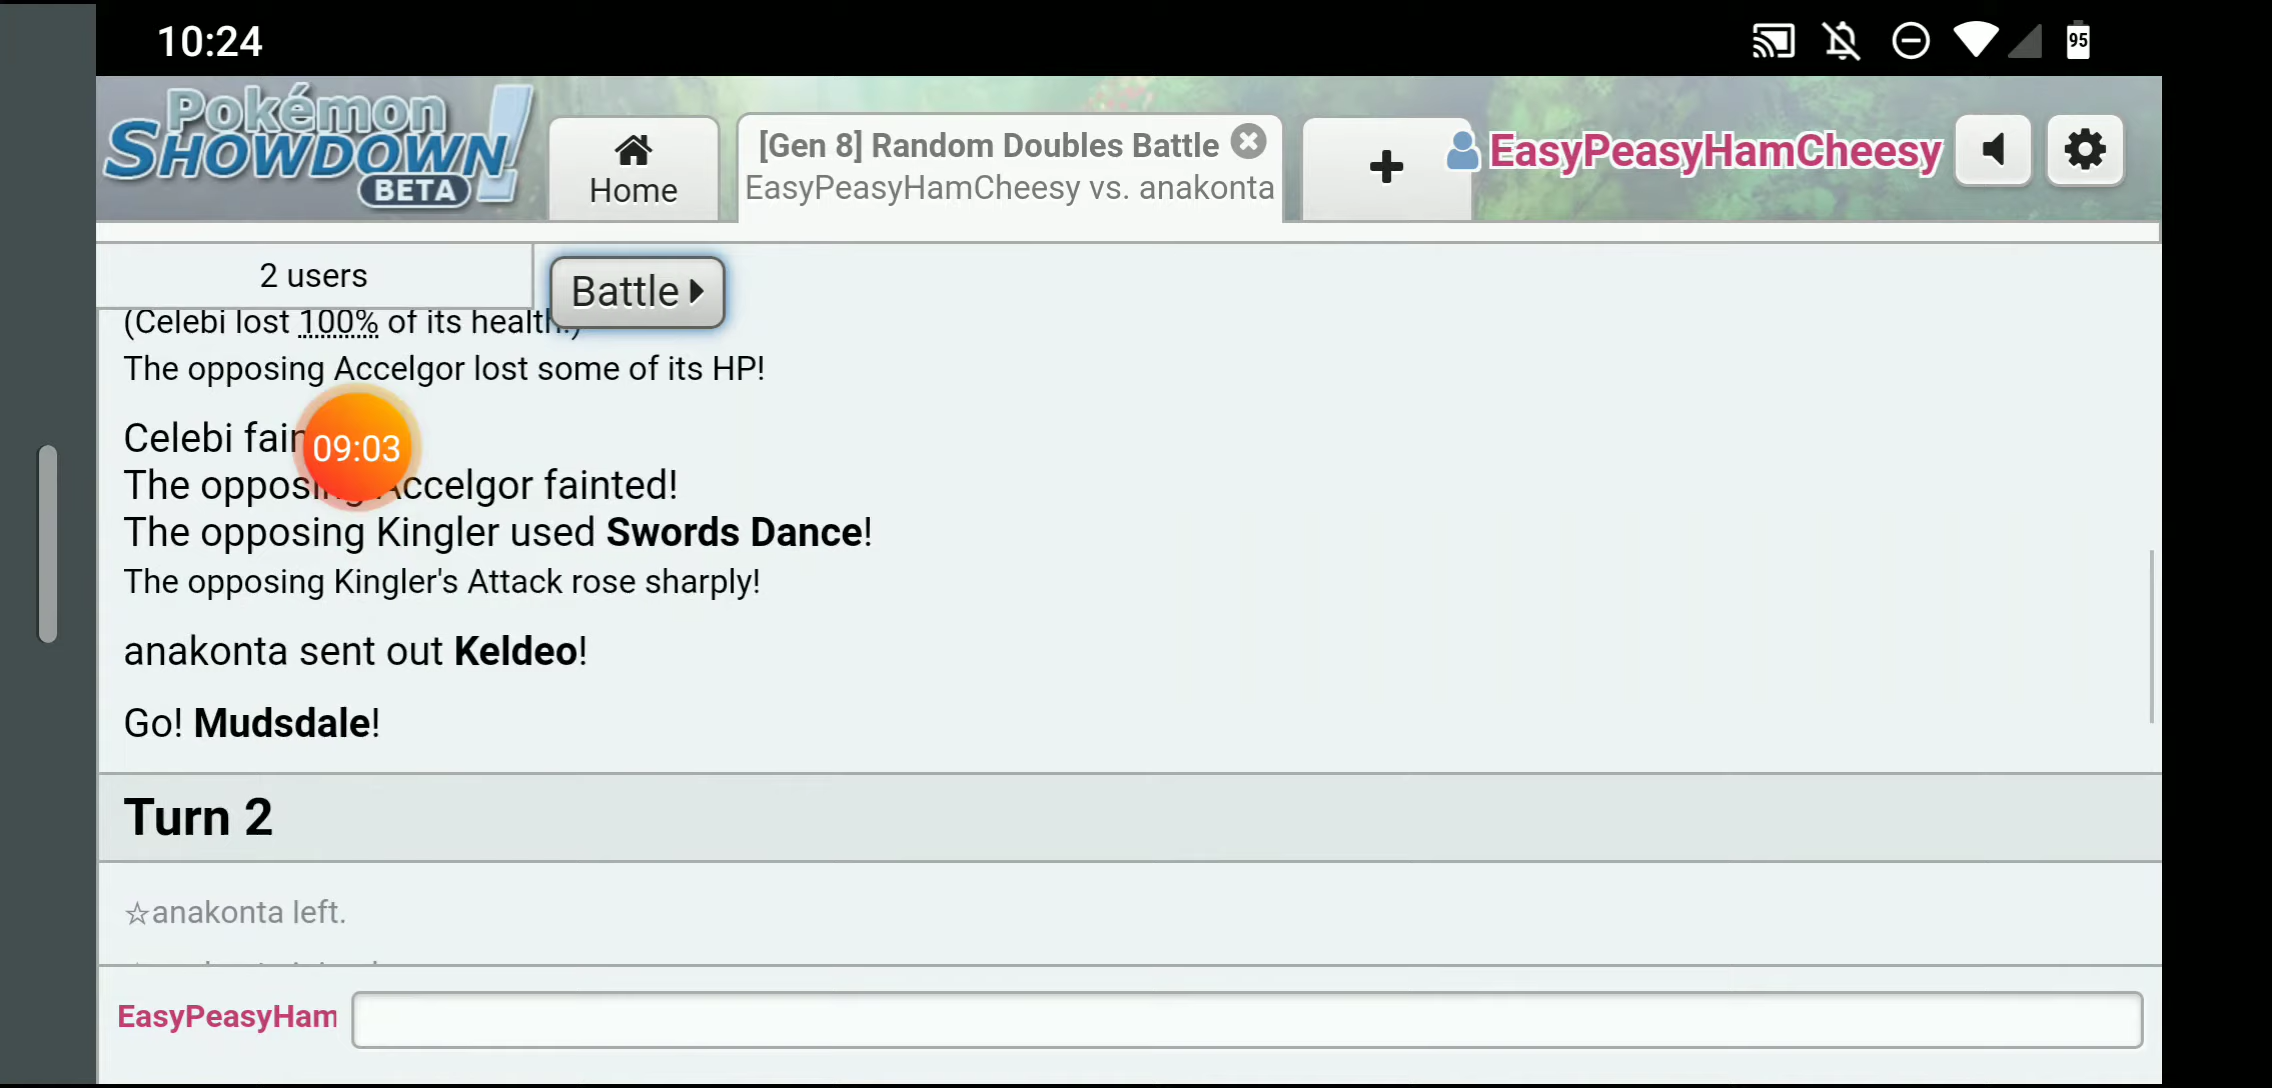 10:24
95
Pokémon
SHOWDOWN!
BETA
Home
[Gen 8] Random Doubles Battle
EasyPeasyHamCheesy vs. anakonta
+
EasyPeasyHamCheesy
2 users
Battle
(Celebi lost 100% of its health!)
The opposing Accelgor lost some of its HP!
Celebi fain
09:03
The opposing Accelgor fainted!
The opposing Kingler used Swords Dance!
The opposing Kingler's Attack rose sharply!
anakonta sent out Keldeo!
Go! Mudsdale!
Turn 2
☆anakonta left.
EasyPeasyHam